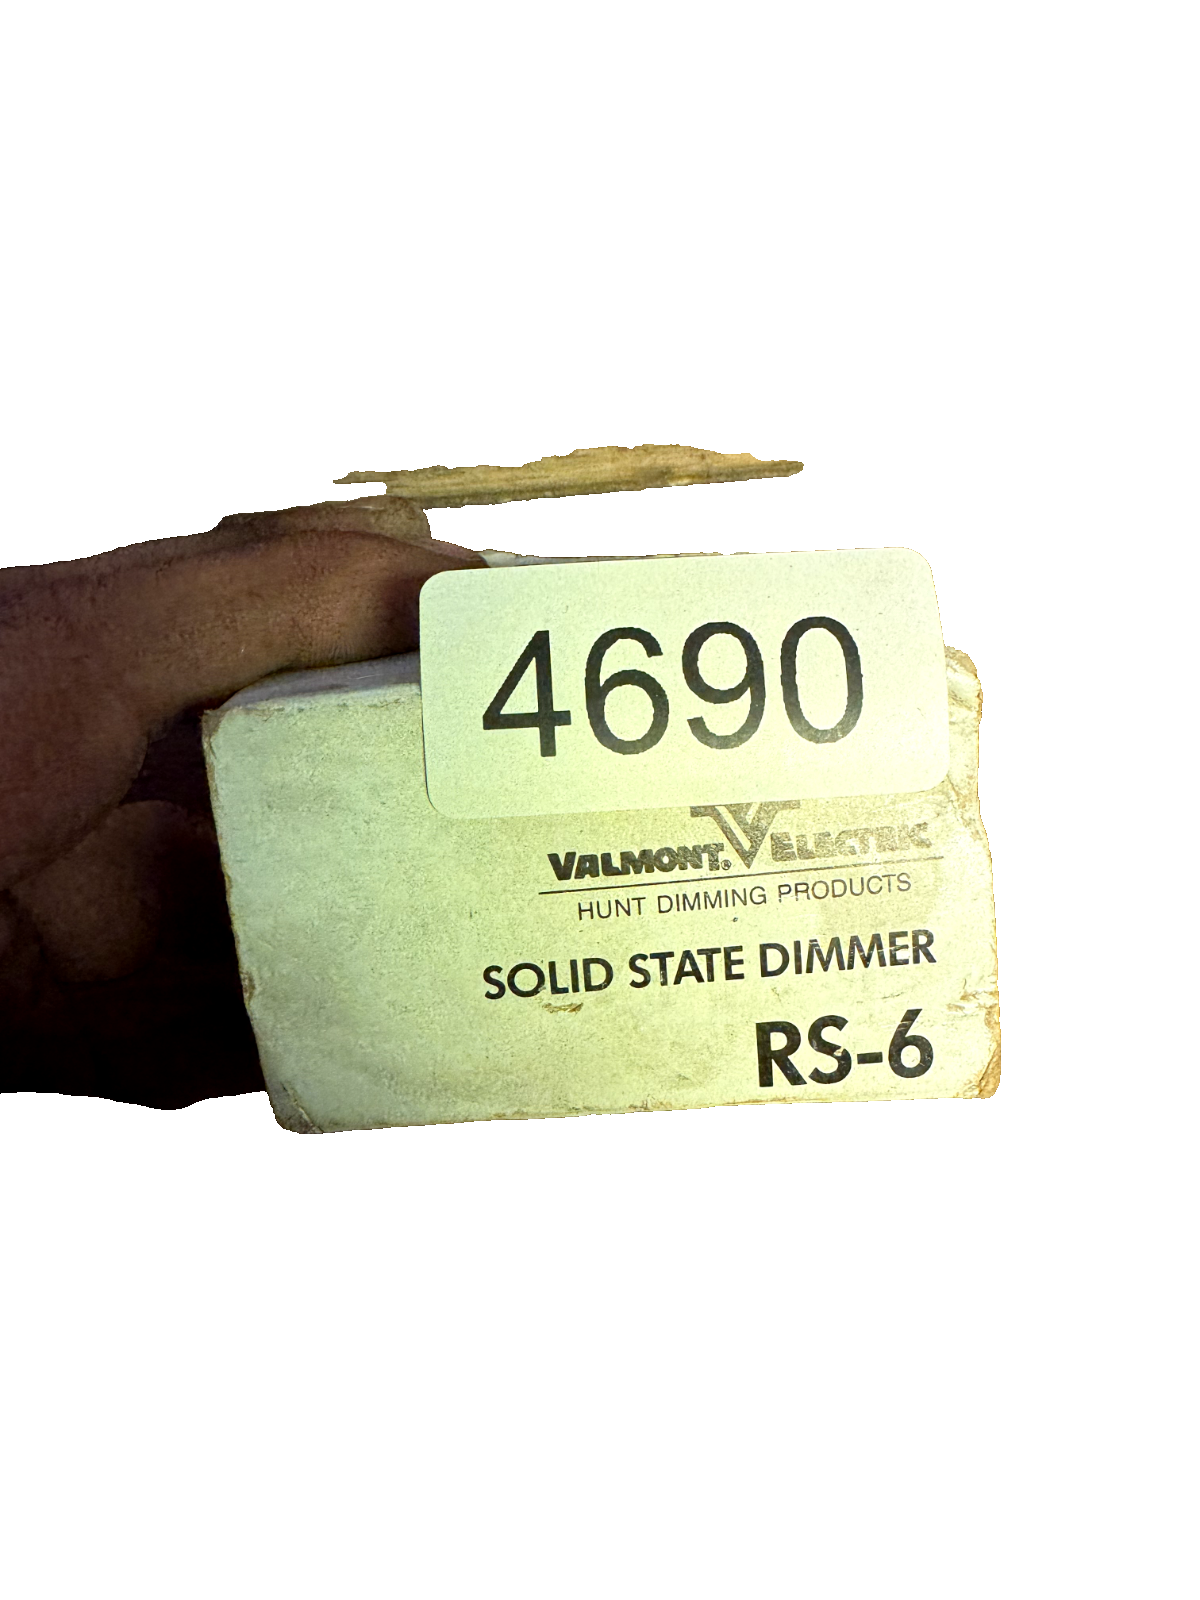 4690
VALMONT® ELECTRIC
HUNT DIMMING PRODUCTS
SOLID STATE DIMMER
RS-6